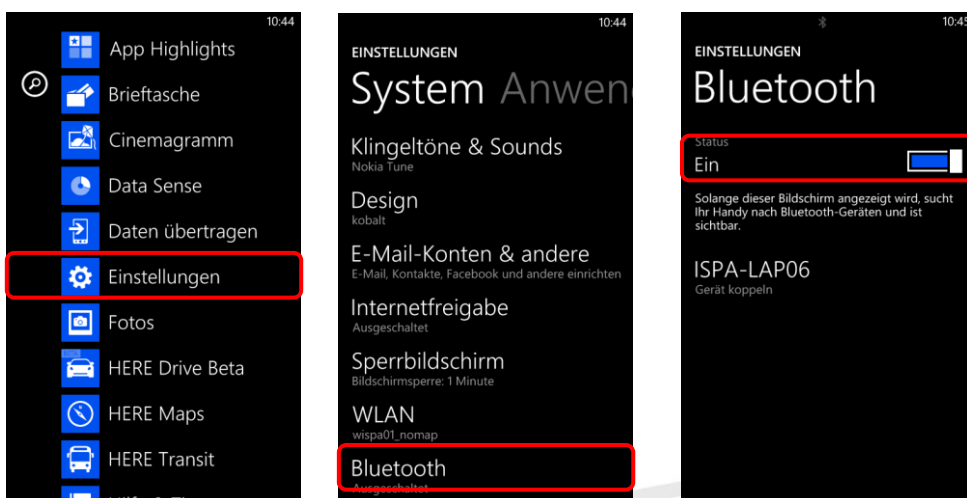 10:44
App Highlights
Brieftasche
Cinemagramm
Data Sense
Daten übertragen
Einstellungen
Fotos
HERE Drive Beta
HERE Maps
HERE Transit
10:44
EINSTELLUNGEN
System Anwen
Klingeltöne & Sounds
Nokia Tune
Design
kobalt
E-Mail-Konten & andere
E-Mail, Kontakte, Facebook und andere einrichten
Internetfreigabe
Ausgeschaltet
Sperrbildschirm
Bildschirmsperre: 1 Minute
WLAN
wispa01_nomap
Bluetooth
Ausgeschaltet
10:45
EINSTELLUNGEN
Bluetooth
Status
Ein
Solange dieser Bildschirm angezeigt wird, sucht
Ihr Handy nach Bluetooth-Geräten und ist
sichtbar.
ISPA-LAP06
Gerät koppeln